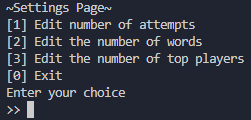 ~Settings Page~
[1] Edit number of attempts
[2] Edit the number of words
[3] Edit the number of top players
[0] Exit
Enter your choice
>>